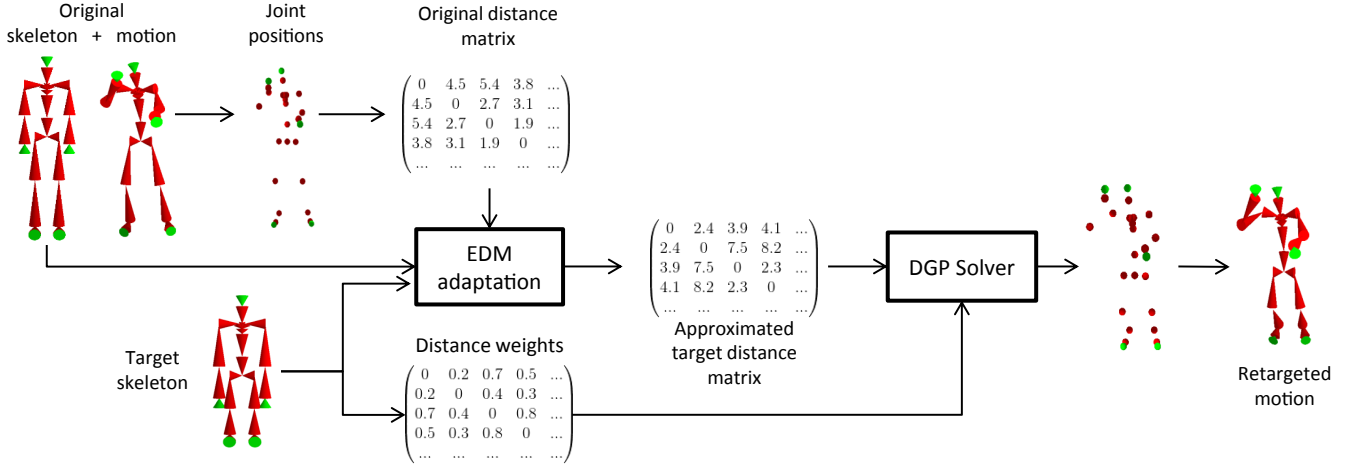 Original
skeleton + motion
Joint
positions
Original distance
matrix
0 4.5 5.4 3.8 ...
4.5 0 2.7 3.1 ...
5.4 2.7 0 1.9 ...
3.8 3.1 1.9 0 ...
... ... ... ... ...
EDM
adaptation
0 2.4 3.9 4.1 ...
2.4 0 7.5 8.2 ...
3.9 7.5 0 2.3 ...
4.1 8.2 2.3 0 ...
... ... ... ... ...
Approximated
target distance
matrix
DGP Solver
Target
skeleton
Distance weights
0 0.2 0.7 0.5 ...
0.2 0 0.4 0.3 ...
0.7 0.4 0 0.8 ...
0.5 0.3 0.8 0 ...
... ... ... ... ...
Retargeted
motion